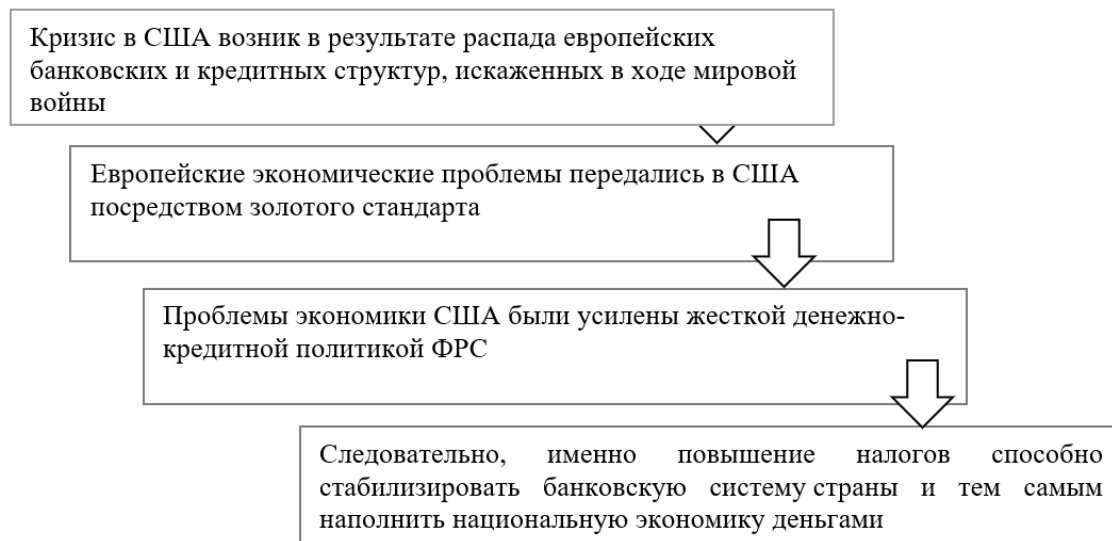 Кризис в США возник в результате распада европейских
банковских и кредитных структур, искаженных в ходе мировой
войны
Европейские экономические проблемы передались в США
посредством золотого стандарта
Проблемы экономики США были усилены жесткой денежно-
кредитной политикой ФРС
Следовательно, именно повышение налогов способно
стабилизировать банковскую систему страны и тем самым
наполнить национальную экономику деньгами